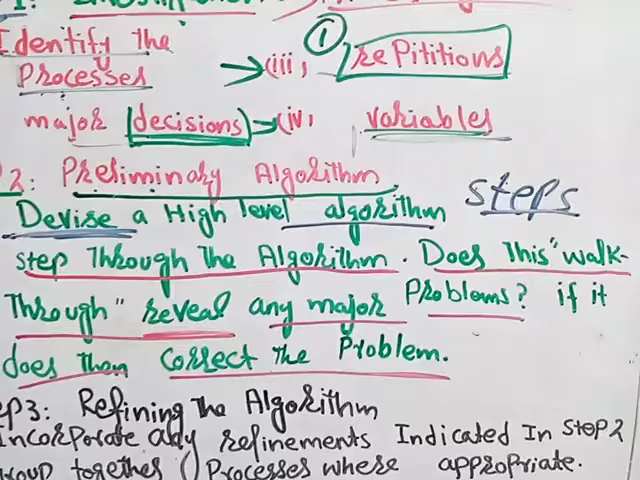 Identify the
Processes → (iii, ① rePititions
major decisions → (iv, variables
2: Preliminary Algorithm
steps
Devise a High level algorithm
step Through The Algorithm. Does This "walk-
Through" reveal any major Problems? if it
does then Correct the Problem.
eP3: Refining The Algorithm
Incorporate any refinements Indicated In SteP 2
Group together () Processes where appropriate.